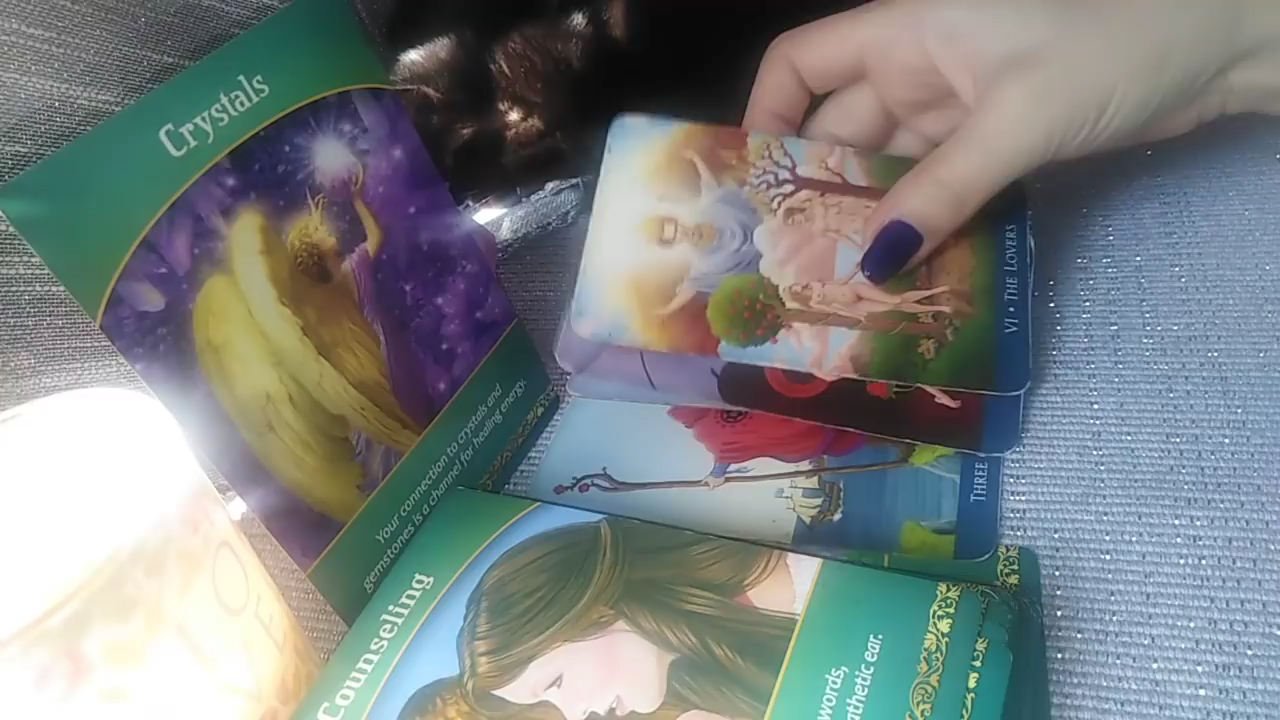 Crystals
Your connection to crystals and
gemstones is a channel for healing energy.
VI • THE LOVERS
THREE
Counseling
words,
athetic ear.